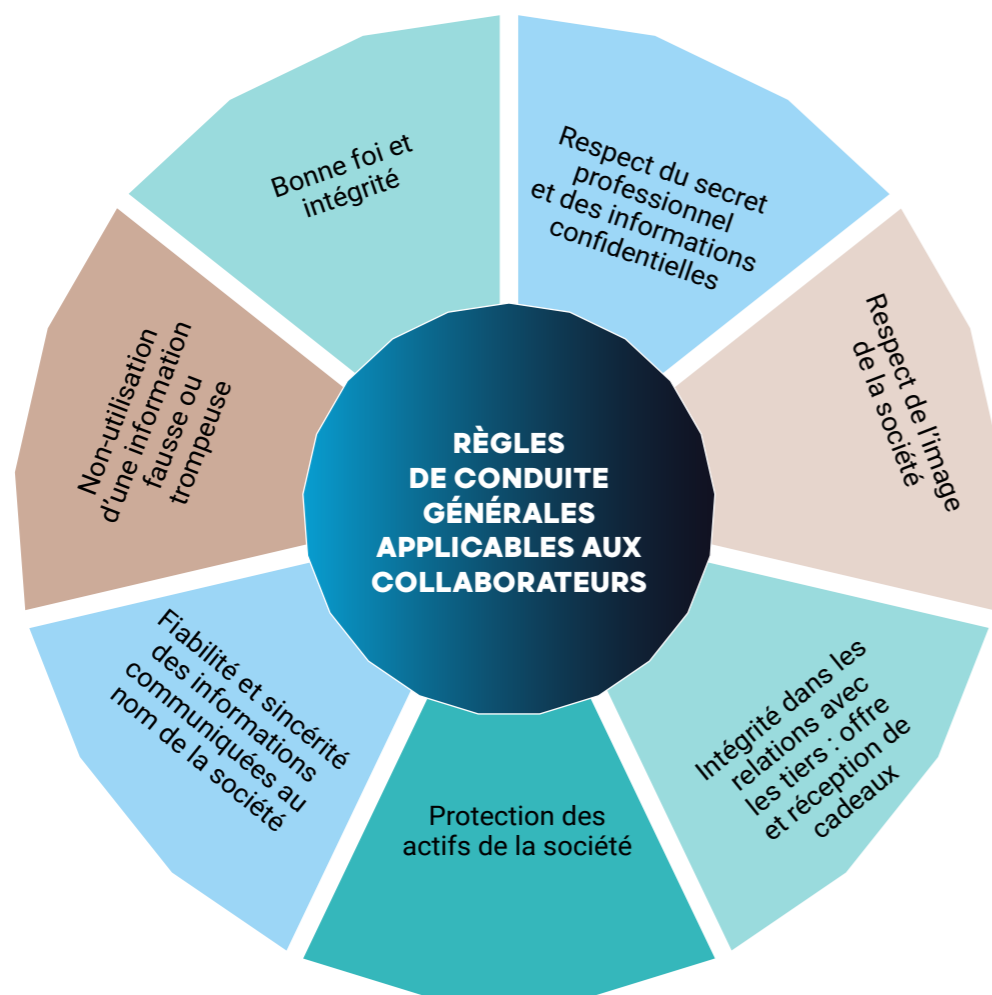 Bonne foi et
intégrité
Respect du secret
professionnel
et des informations
confidentielles
Respect de l'image
de la société
Intégrité dans les
relations avec
les tiers : offre
et réception de
cadeaux
Protection des
actifs de la société
Fiabilité et sincérité
des informations
communiquées au
nom de la société
Non-utilisation
d'une information
fausse ou
trompeuse
RÈGLES
DE CONDUITE
GÉNÉRALES
APPLICABLES AUX
COLLABORATEURS